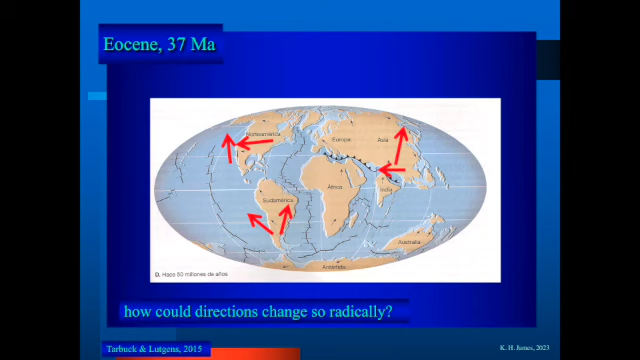 Eocene, 37 Ma
Norteamérica
Europa
Asia
África
India
Sudamérica
Australia
Antártida
D. Hace 50 millones de años
how could directions change so radically?
Tarbuck & Lutgens, 2015
K. H. James, 2023